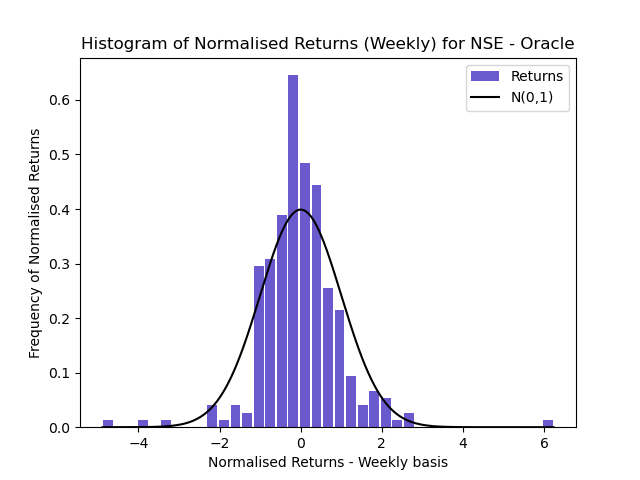 Histogram of Normalised Returns (Weekly) for NSE - Oracle
Returns
N(0,1)
Frequency of Normalised Returns
0.6
0.5
0.4
0.3
0.2
0.1
0.0
−4 −2 0 2 4 6
Normalised Returns - Weekly basis